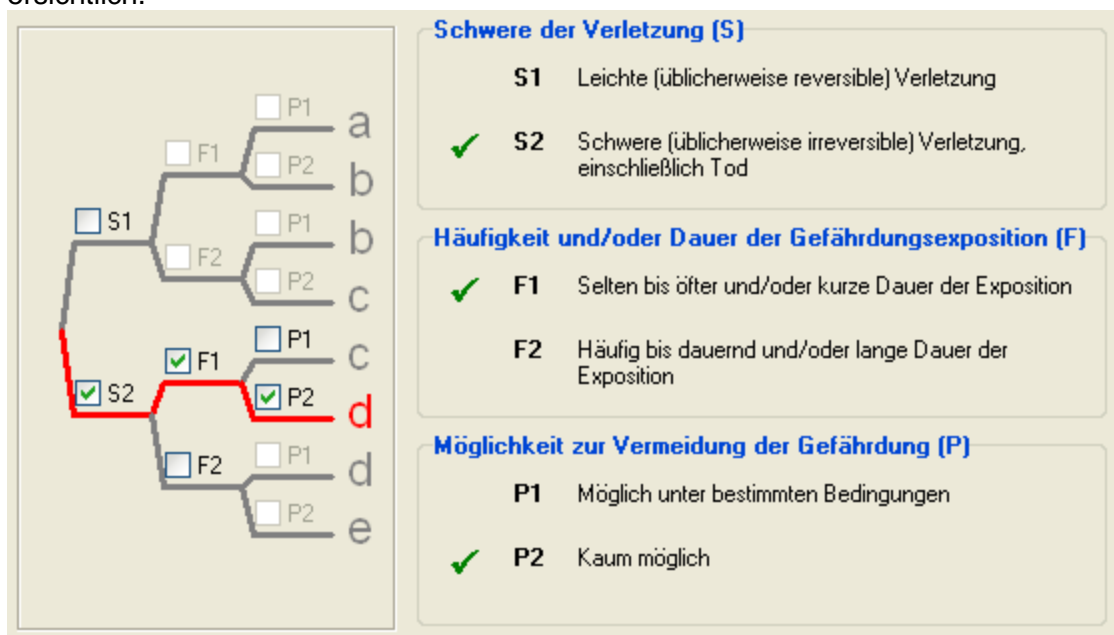 ersichtlich.
P1
a
F1
P2
b
S1
P1
b
F2
P2
c
P1
F1
c
P2
S2
d
P1
F2
d
P2
e
Schwere der Verletzung (S)
S1 Leichte (üblicherweise reversible) Verletzung
S2 Schwere (üblicherweise irreversible) Verletzung,
einschließlich Tod
Häufigkeit und/oder Dauer der Gefährdungsexposition (F)
F1 Selten bis öfter und/oder kurze Dauer der Exposition
F2 Häufig bis dauernd und/oder lange Dauer der
Exposition
Möglichkeit zur Vermeidung der Gefährdung (P)
P1 Möglich unter bestimmten Bedingungen
P2 Kaum möglich